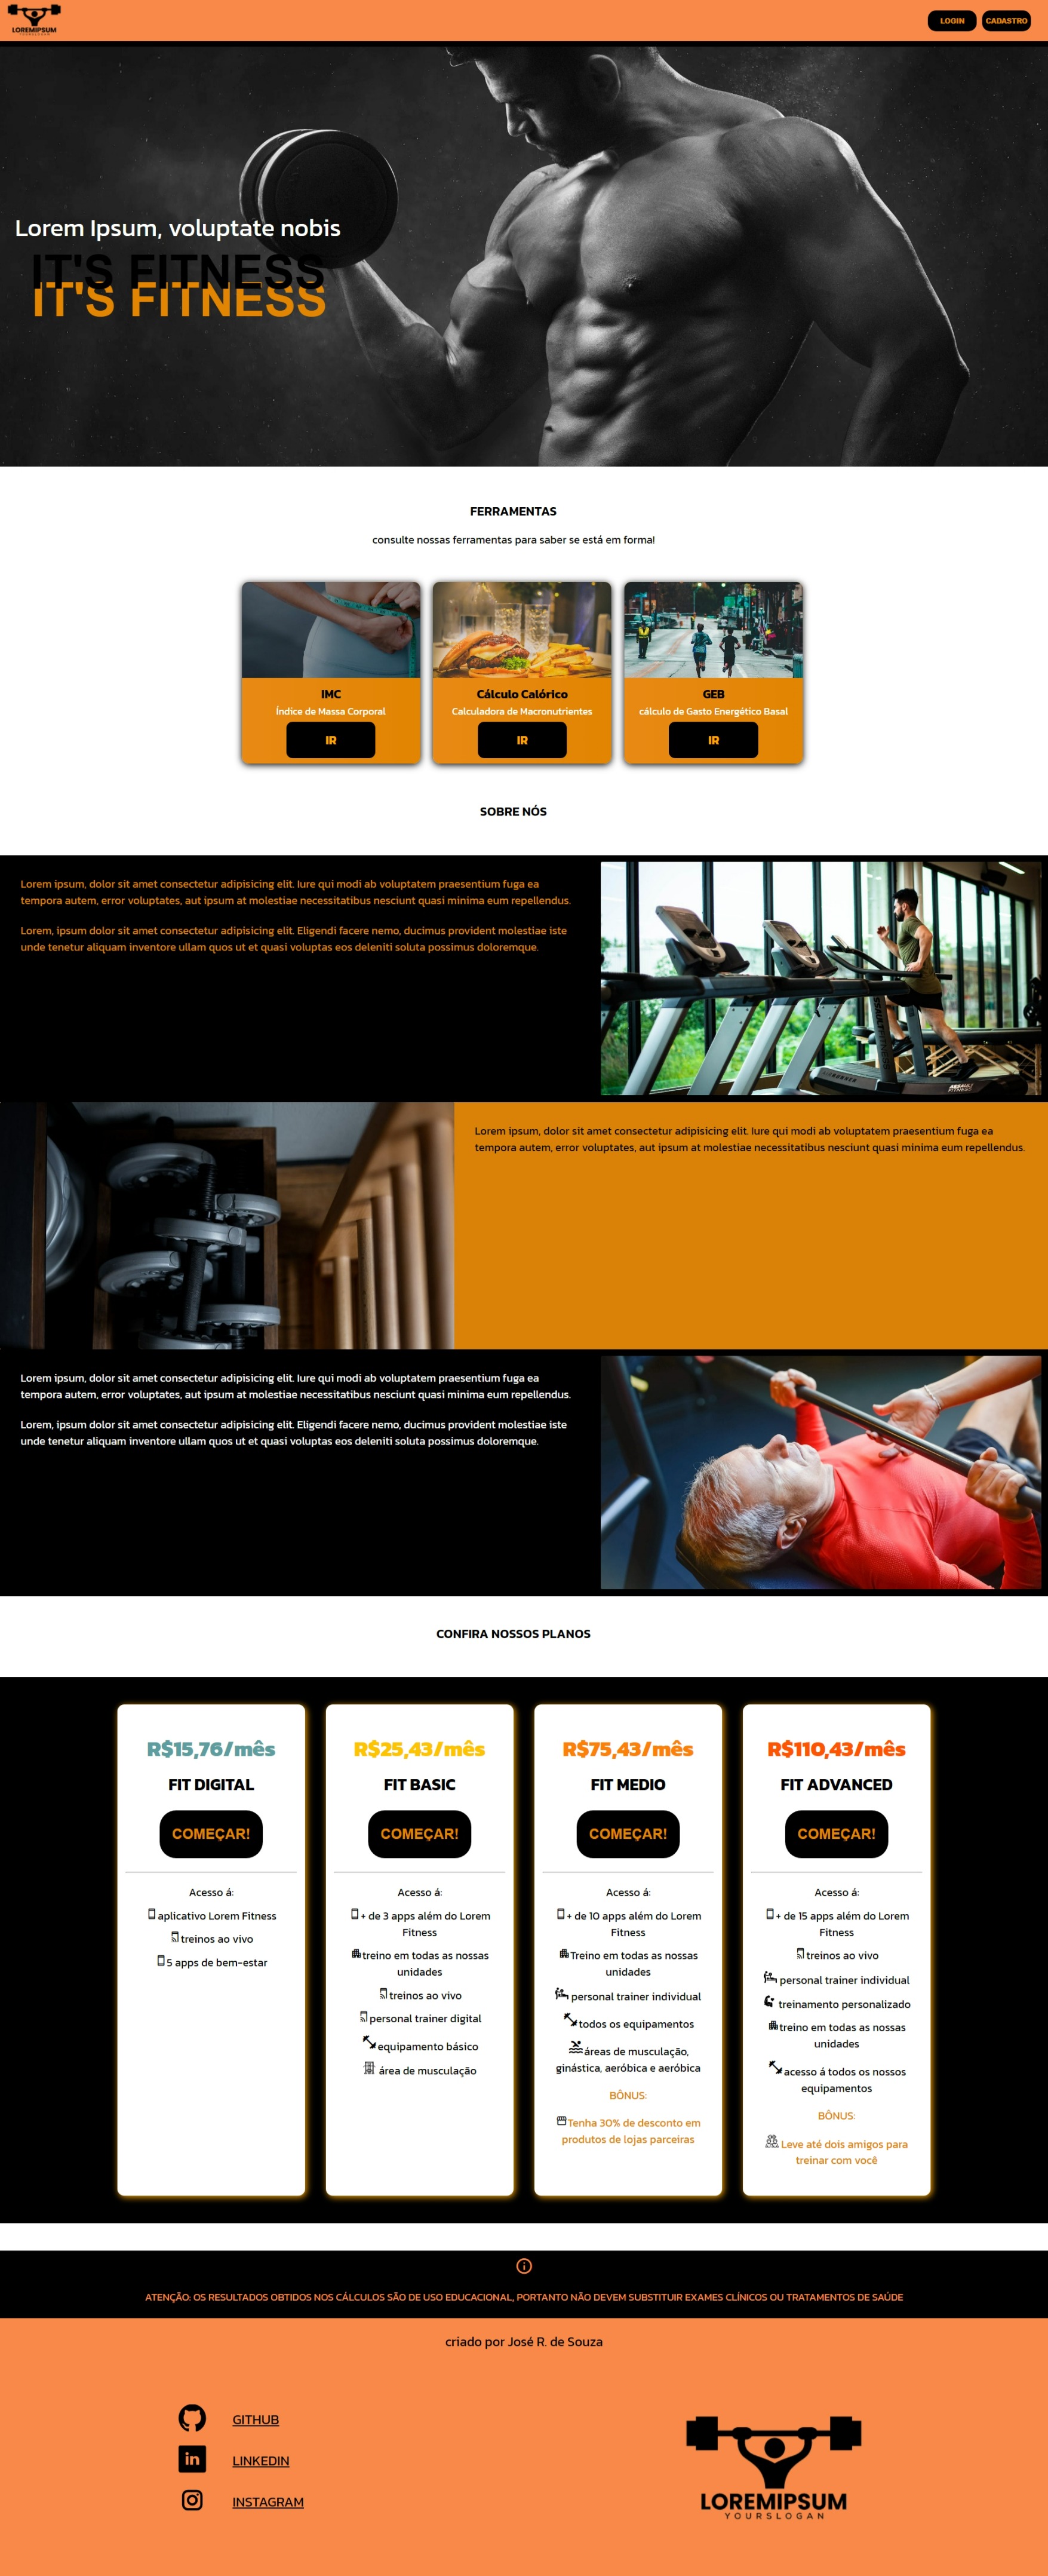 LOREMIPSUM
LOGIN
CADASTRO
Lorem Ipsum, voluptate nobis
IT'S FITNESS
IT'S FITNESS
FERRAMENTAS
consulte nossas ferramentas para saber se está em forma!
IMC
Índice de Massa Corporal
IR
Cálculo Calórico
Calculadora de Macronutrientes
IR
GEB
cálculo de Gasto Energético Basal
IR
SOBRE NÓS
Lorem ipsum, dolor sit amet consectetur adipisicing elit. Iure qui modi ab voluptatem praesentium fuga ea
tempora autem, error voluptates, aut ipsum at molestiae necessitatibus nesciunt quasi minima eum repellendus.
Lorem, ipsum dolor sit amet consectetur adipisicing elit. Eligendi facere nemo, ducimus provident molestiae iste
unde tenetur aliquam inventore ullam quos ut et quasi voluptas eos deleniti soluta possimus doloremque.
Lorem ipsum, dolor sit amet consectetur adipisicing elit. Iure qui modi ab voluptatem praesentium fuga ea
tempora autem, error voluptates, aut ipsum at molestiae necessitatibus nesciunt quasi minima eum repellendus.
Lorem ipsum, dolor sit amet consectetur adipisicing elit. Iure qui modi ab voluptatem praesentium fuga ea
tempora autem, error voluptates, aut ipsum at molestiae necessitatibus nesciunt quasi minima eum repellendus.
Lorem, ipsum dolor sit amet consectetur adipisicing elit. Eligendi facere nemo, ducimus provident molestiae iste
unde tenetur aliquam inventore ullam quos ut et quasi voluptas eos deleniti soluta possimus doloremque.
CONFIRA NOSSOS PLANOS
R$15,76/mês
FIT DIGITAL
COMEÇAR!
Acesso á:
aplicativo Lorem Fitness
treinos ao vivo
5 apps de bem-estar
R$25,43/mês
FIT BASIC
COMEÇAR!
Acesso á:
+ de 3 apps além do Lorem
Fitness
treino em todas as nossas
unidades
treinos ao vivo
personal trainer digital
equipamento básico
área de musculação
R$75,43/mês
FIT MEDIO
COMEÇAR!
Acesso á:
+ de 10 apps além do Lorem
Fitness
Treino em todas as nossas
unidades
personal trainer individual
todos os equipamentos
áreas de musculação,
ginástica, aeróbica e aeróbica
BÔNUS:
Tenha 30% de desconto em
produtos de lojas parceiras
R$110,43/mês
FIT ADVANCED
COMEÇAR!
Acesso á:
+ de 15 apps além do Lorem
Fitness
treinos ao vivo
personal trainer individual
treinamento personalizado
treino em todas as nossas
unidades
acesso á todos os nossos
equipamentos
BÔNUS:
Leve até dois amigos para
treinar com você
ATENÇÃO: OS RESULTADOS OBTIDOS NOS CÁLCULOS SÃO DE USO EDUCACIONAL, PORTANTO NÃO DEVEM SUBSTITUIR EXAMES CLÍNICOS OU TRATAMENTOS DE SAÚDE
criado por José R. de Souza
GITHUB
LINKEDIN
INSTAGRAM
LOREMIPSUM
YOURSLOGAN